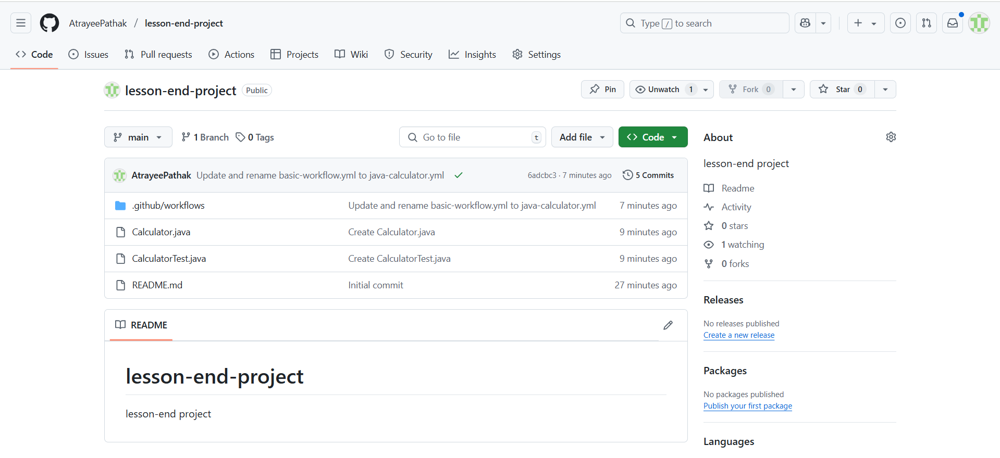 AtrayeePathak / lesson-end-project
Type / to search
Code Issues Pull requests Actions Projects Wiki Security Insights Settings
lesson-end-project Public
Pin Unwatch 1 Fork 0 Star 0
main 1 Branch 0 Tags
Go to file t Add file Code
AtrayeePathak Update and rename basic-workflow.yml to java-calculator.yml 6adcbc3 · 7 minutes ago 5 Commits
.github/workflows Update and rename basic-workflow.yml to java-calculator.yml 7 minutes ago
Calculator.java Create Calculator.java 9 minutes ago
CalculatorTest.java Create CalculatorTest.java 9 minutes ago
README.md Initial commit 27 minutes ago
README
lesson-end-project
lesson-end project
About
lesson-end project
Readme
Activity
0 stars
1 watching
0 forks
Releases
No releases published
Create a new release
Packages
No packages published
Publish your first package
Languages